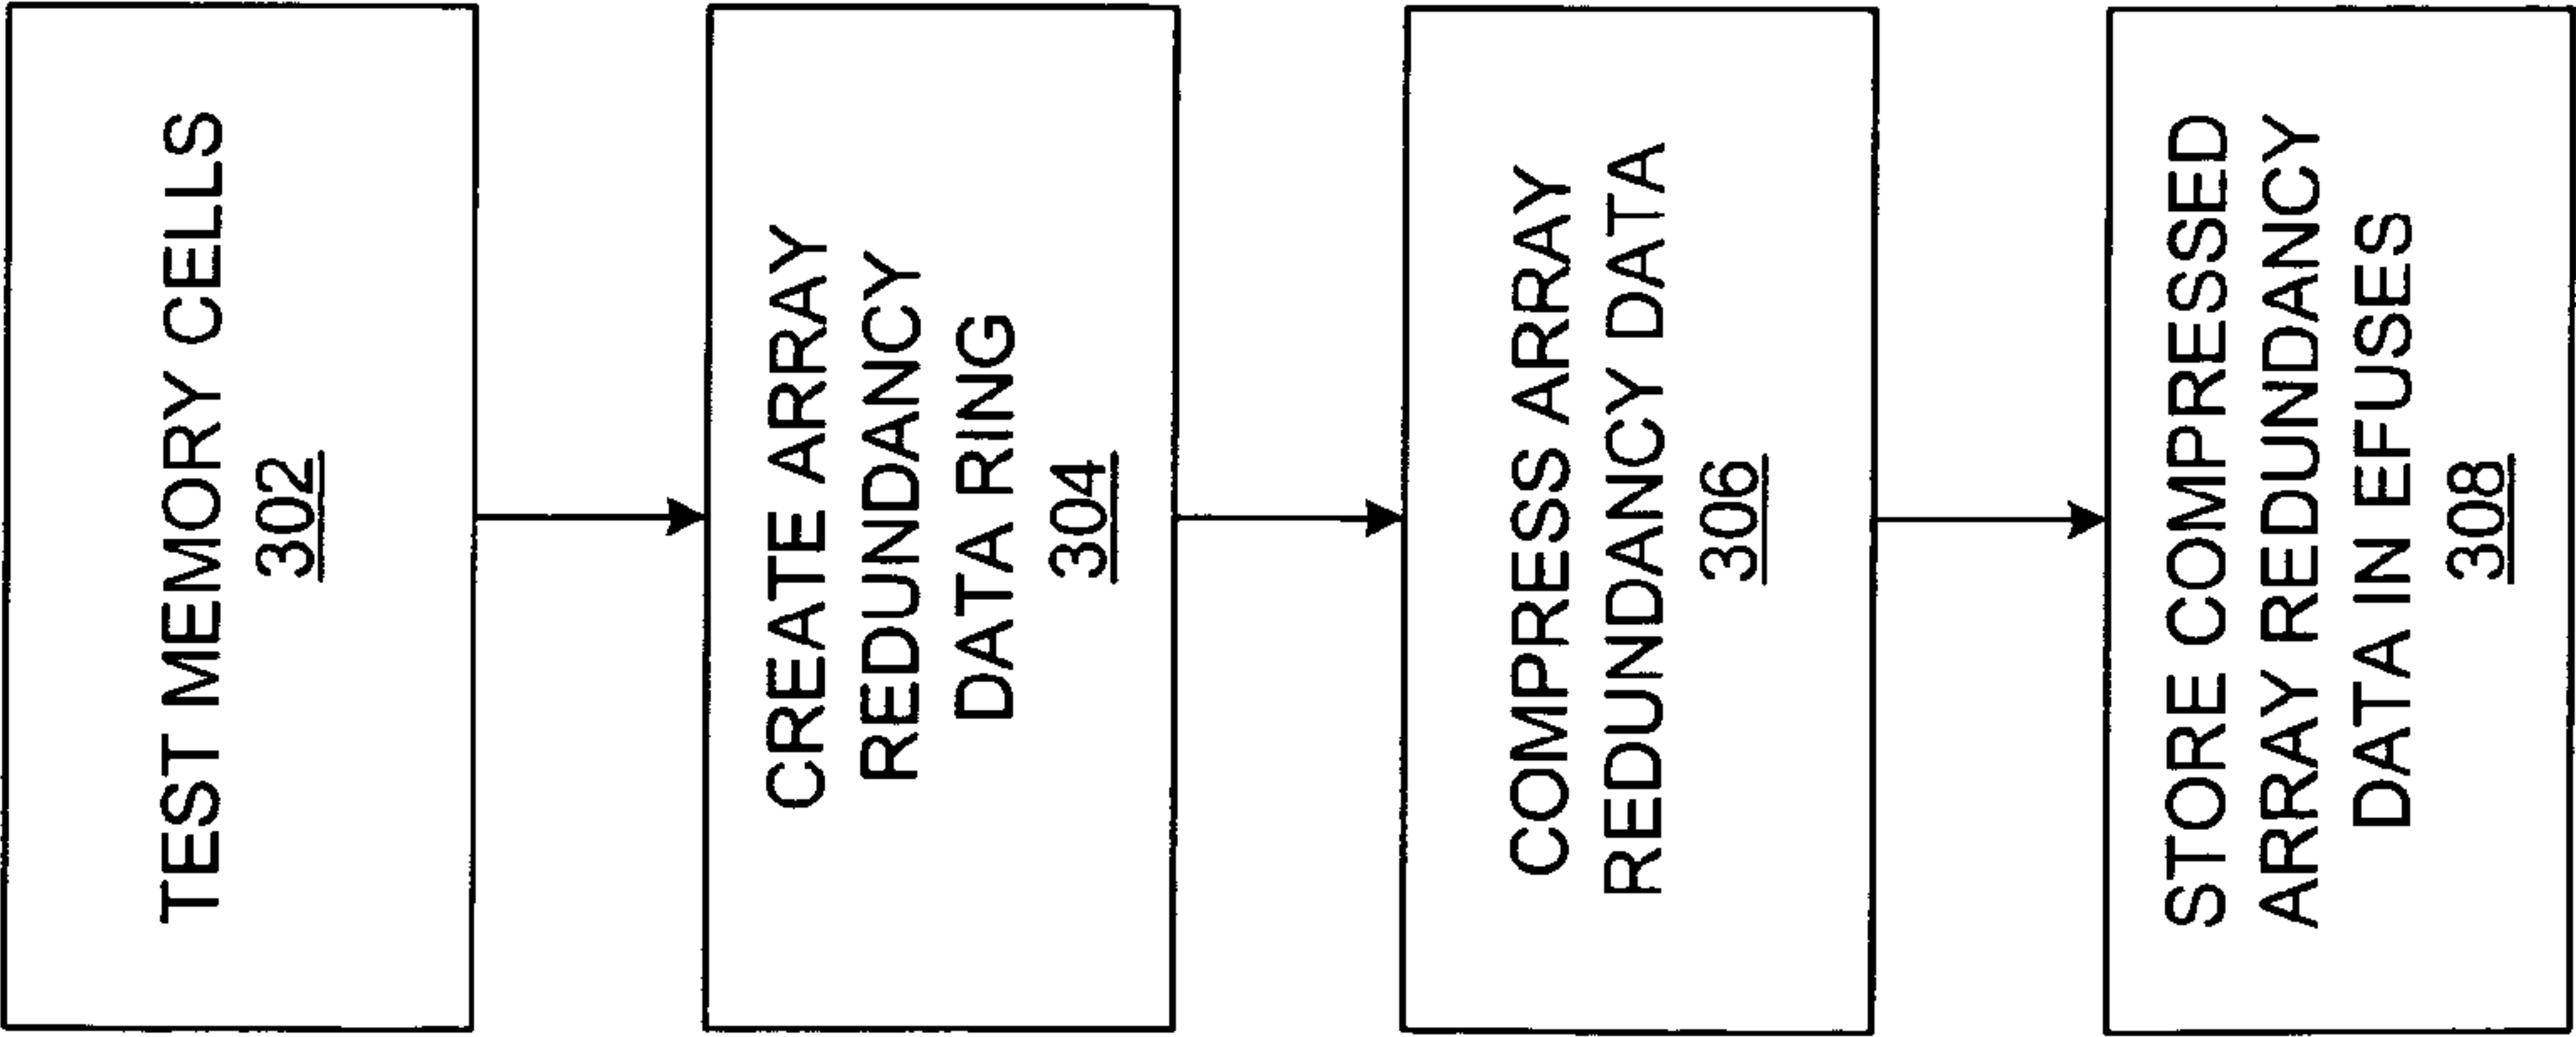 TEST MEMORY CELLS
302
CREATE ARRAY
REDUNDANCY
DATA RING
304
COMPRESS ARRAY
REDUNDANCY DATA
306
STORE COMPRESSED
ARRAY REDUNDANCY
DATA IN EFUSES
308